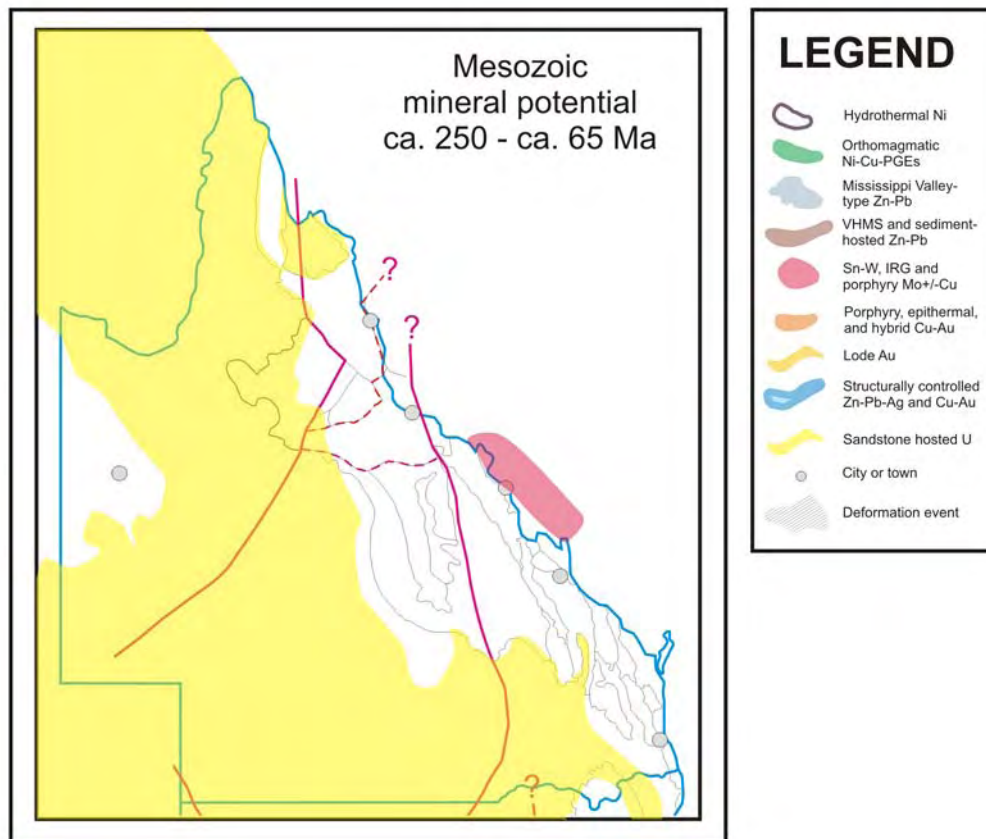 Mesozoic
mineral potential
ca. 250 - ca. 65 Ma
?
?
?
LEGEND
Hydrothermal Ni
Orthomagmatic
Ni-Cu-PGEs
Mississippi Valley-
type Zn-Pb
VHMS and sediment-
hosted Zn-Pb
Sn-W, IRG and
porphyry Mo+/-Cu
Porphyry, epithermal,
and hybrid Cu-Au
Lode Au
Structurally controlled
Zn-Pb-Ag and Cu-Au
Sandstone hosted U
City or town
Deformation event